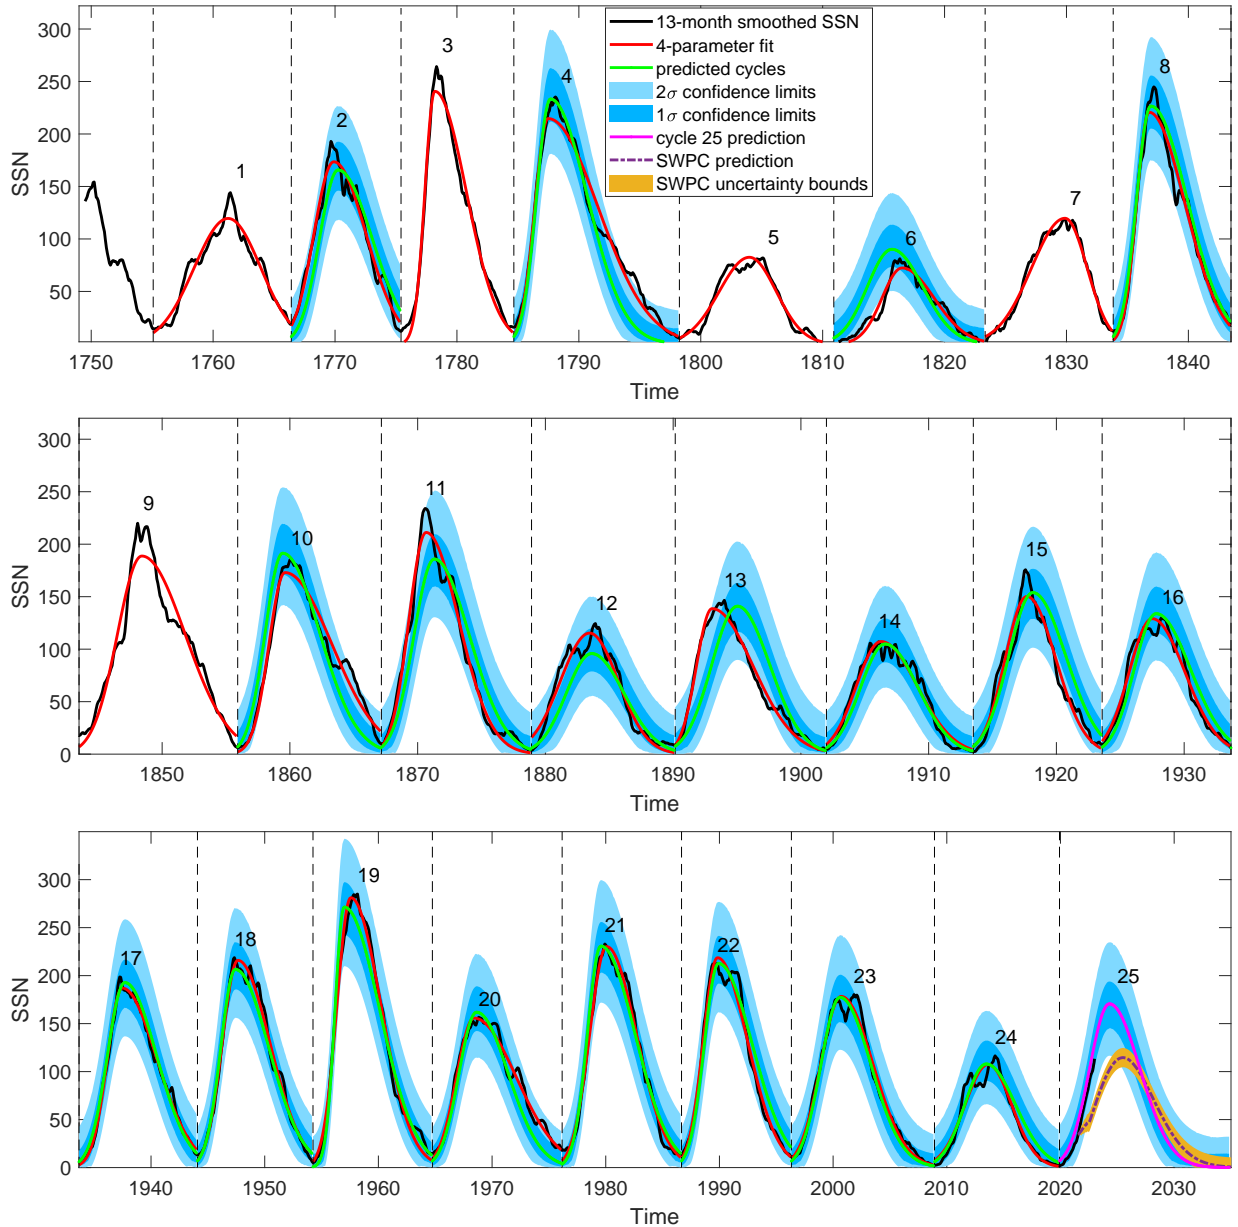 300
250
200
150
100
50
SSN
1
2
3
4
5
6
7
8
13-month smoothed SSN
4-parameter fit
predicted cycles
2σ confidence limits
1σ confidence limits
cycle 25 prediction
SWPC prediction
SWPC uncertainty bounds
1750 1760 1770 1780 1790 1800 1810 1820 1830 1840
Time
300
250
200
150
100
50
0
SSN
9
10
11
12
13
14
15
16
1850 1860 1870 1880 1890 1900 1910 1920 1930
Time
300
250
200
150
100
50
0
SSN
17
18
19
20
21
22
23
24
25
1940 1950 1960 1970 1980 1990 2000 2010 2020 2030
Time